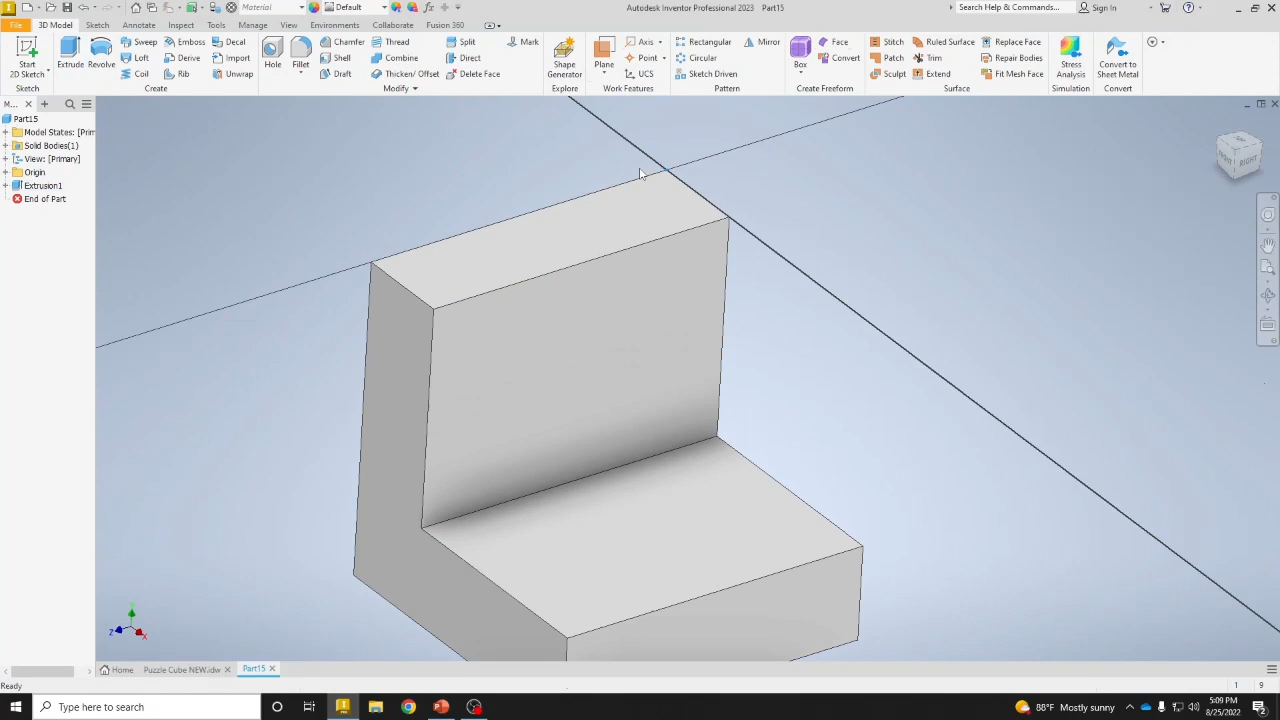 Material Default Autodesk Inventor Professional 2023 Part15 Search Help & Commands... Sign In
File 3D Model Sketch Annotate Inspect Tools Manage View Environments Collaborate Fusion 360
Start 2D Sketch Extrude Revolve Sweep Emboss Decal Hole Fillet Chamfer Thread Split Mark Shape Generator Plane Axis Rectangular Mirror Box Face Stitch Ruled Surface Replace Face Stress Analysis Convert to Sheet Metal
Loft Derive Import Shell Combine Direct Point Circular Convert Patch Trim Repair Bodies
Coil Rib Unwrap Draft Thicken/ Offset Delete Face UCS Sketch Driven Sculpt Extend Fit Mesh Face
Sketch Create Modify Explore Work Features Pattern Create Freeform Surface Simulation Convert
M...
Part15
Model States: [Prim
Solid Bodies(1)
View: [Primary]
Origin
Extrusion1
End of Part
RIGHT
Z
X
Home Puzzle Cube NEW.idw Part15
Ready 1 9
Type here to search 88°F Mostly sunny 5:09 PM
8/25/2022 2